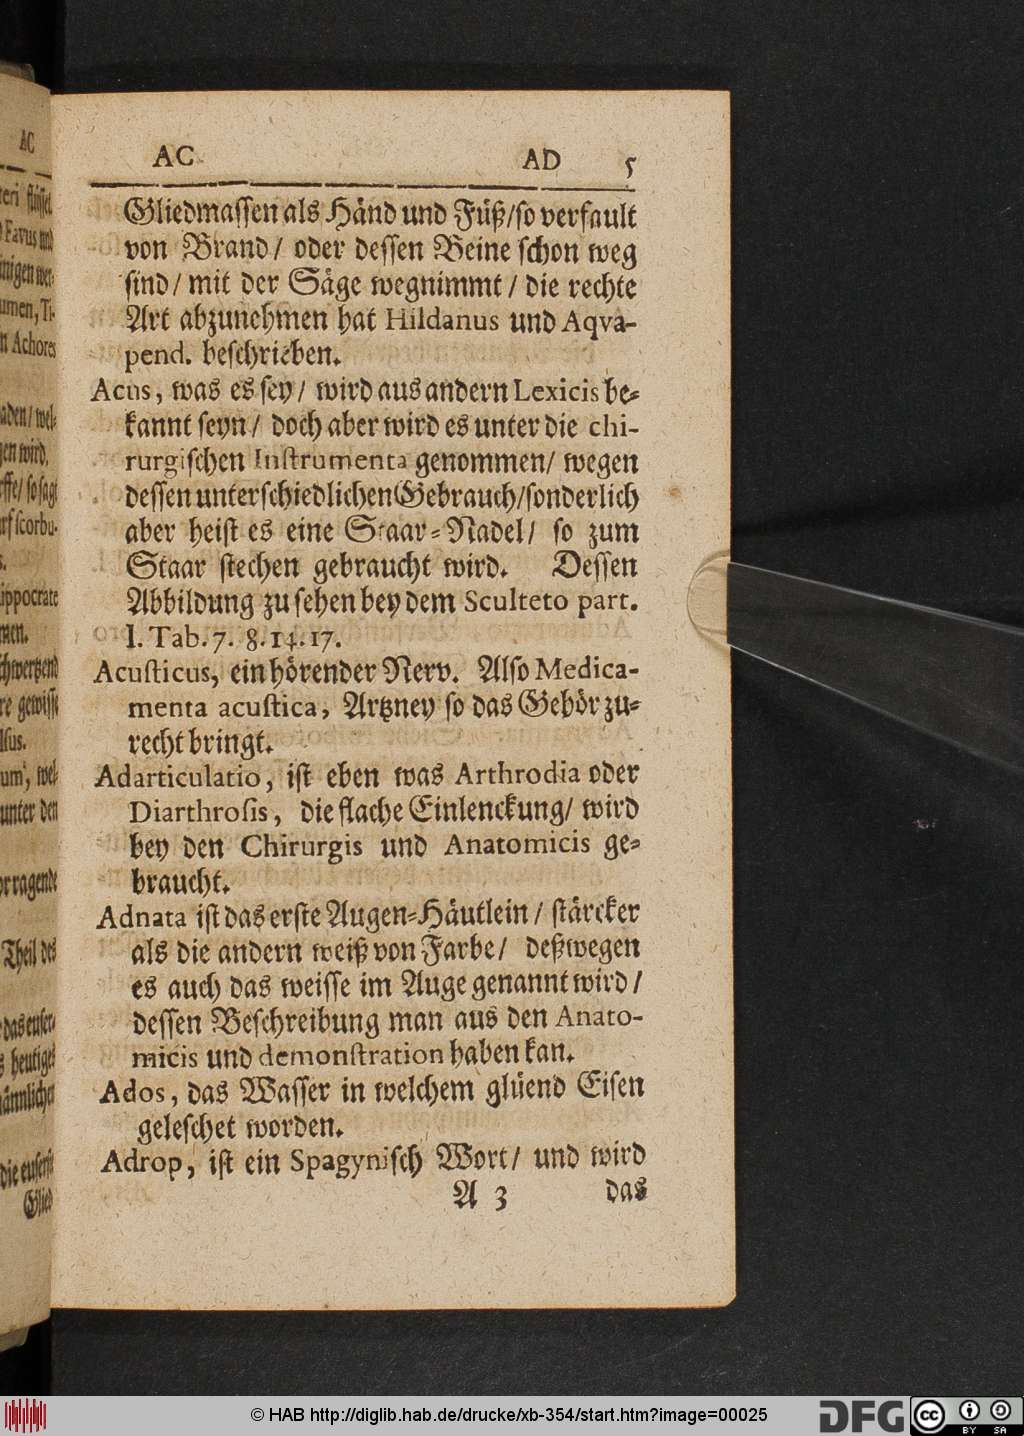 AC AD 5
Gliedmassen als Händ und Füß/so verfault
von Brand/ oder dessen Beine schon weg
sind/ mit der Säge wegnimmt/ die rechte
Art abzunehmen hat Hildanus und Aqva-
pend. beschrieben.
Acus, was es sey/ wird aus andern Lexicis be-
kannt seyn/ doch aber wird es unter die chi-
rurgischen Instrumenta genommen/ wegen
dessen unterschiedlichen Gebrauch/sonderlich
aber heist es eine Staar-Nadel/ so zum
Staar stechen gebraucht wird. Dessen
Abbildung zu sehen bey dem Sculteto part.
I. Tab. 7. 8. 14. 17.
Acusticus, ein hörender Nerv. Also Medica-
menta acustica, Artzney so das Gehör zu-
recht bringt.
Adarticulatio, ist eben was Arthrodia oder
Diarthrosis, die flache Einlenckung/ wird
bey den Chirurgis und Anatomicis ge-
braucht.
Adnata ist das erste Augen-Häutlein/ stärcker
als die andern weiß von Farbe/ deßwegen
es auch das weisse im Auge genannt wird/
dessen Beschreibung man aus den Anato-
micis und demonstration haben kan.
Ados, das Wasser in welchem glüend Eisen
geleschet worden.
Adrop, ist ein Spagynisch Wort/ und wird
A 3 das
© HAB http://diglib.hab.de/drucke/xb-354/start.htm?image=00025
DFG
CC BY SA